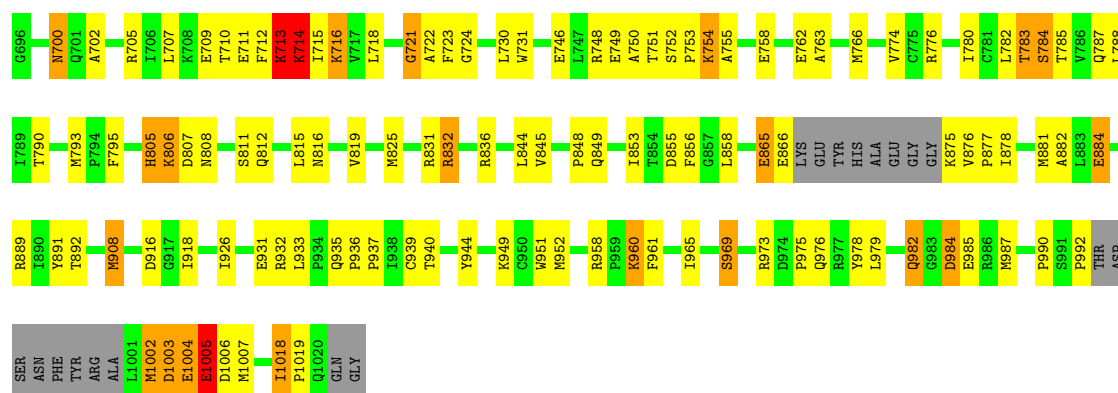 G696 N700 Q701 A702 R705 I706 L707 K708 E709 T710 E711 F712 K713 K714 I715 K716 V717 L718 G721 A722 F723 G724 L730 W731 E746 L747 R748 E749 A750 T751 S752 P753 K754 A755 E758 E762 A763 M766 V774 C775 R776 I780 C781 L782 T783 S784 T785 V786 Q787 L788
I789 T790 M793 P794 F795 H805 K806 D807 N808 S811 Q812 L815 N816 V819 M825 R831 R832 R836 L844 V845 P848 Q849 I853 T854 D855 F856 G857 L858 E865 E866 LYS GLU TYR HIS ALA GLU GLY GLY K875 V876 P877 I878 M881 A882 L883 E884
R889 I890 Y891 T892 M908 D916 G917 I918 I926 E931 R932 L933 P934 Q935 P936 P937 I938 C939 T940 Y944 K949 C950 W951 M952 R958 P959 K960 F961 I965 S969 R973 D974 P975 Q976 R977 Y978 L979 Q982 G983 D984 E985 R986 M987 P990 S991 P992 THR ASP
SER ASN PHE TYR ARG ALA L1001 M1002 D1003 E1004 E1005 D1006 M1007 I1018 P1019 Q1020 GLN GLY